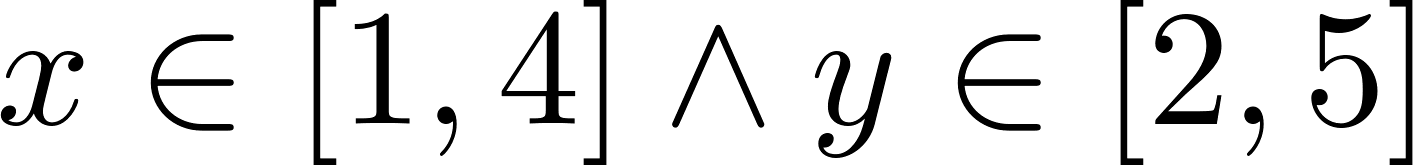 x ∈ [1, 4] ∧ y ∈ [2, 5]